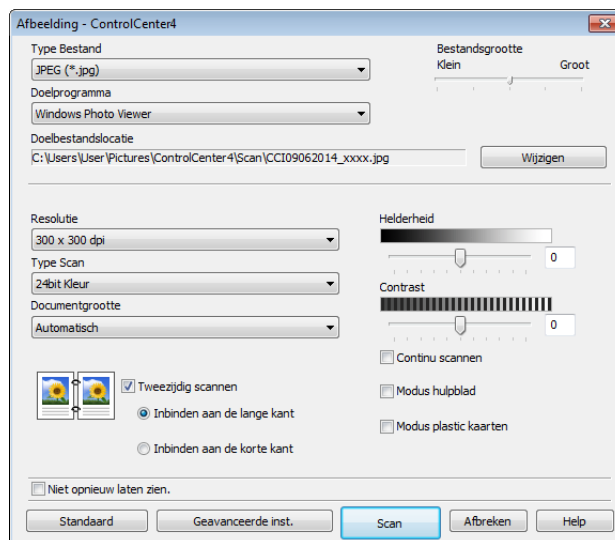 Afbeelding - ControlCenter4
Type Bestand
JPEG (*.jpg)
Bestandsgrootte
Klein Groot
Doelprogramma
Windows Photo Viewer
Doelbestandslocatie
C:\Users\User\Pictures\ControlCenter4\Scan\CCI09062014_xxxx.jpg
Wijzigen
Resolutie
300 x 300 dpi
Type Scan
24bit Kleur
Documentgrootte
Automatisch
Helderheid
0
Contrast
0
Tweezijdig scannen
Inbinden aan de lange kant
Inbinden aan de korte kant
Continu scannen
Modus hulpblad
Modus plastic kaarten
Niet opnieuw laten zien.
Standaard Geavanceerde inst. Scan Afbreken Help